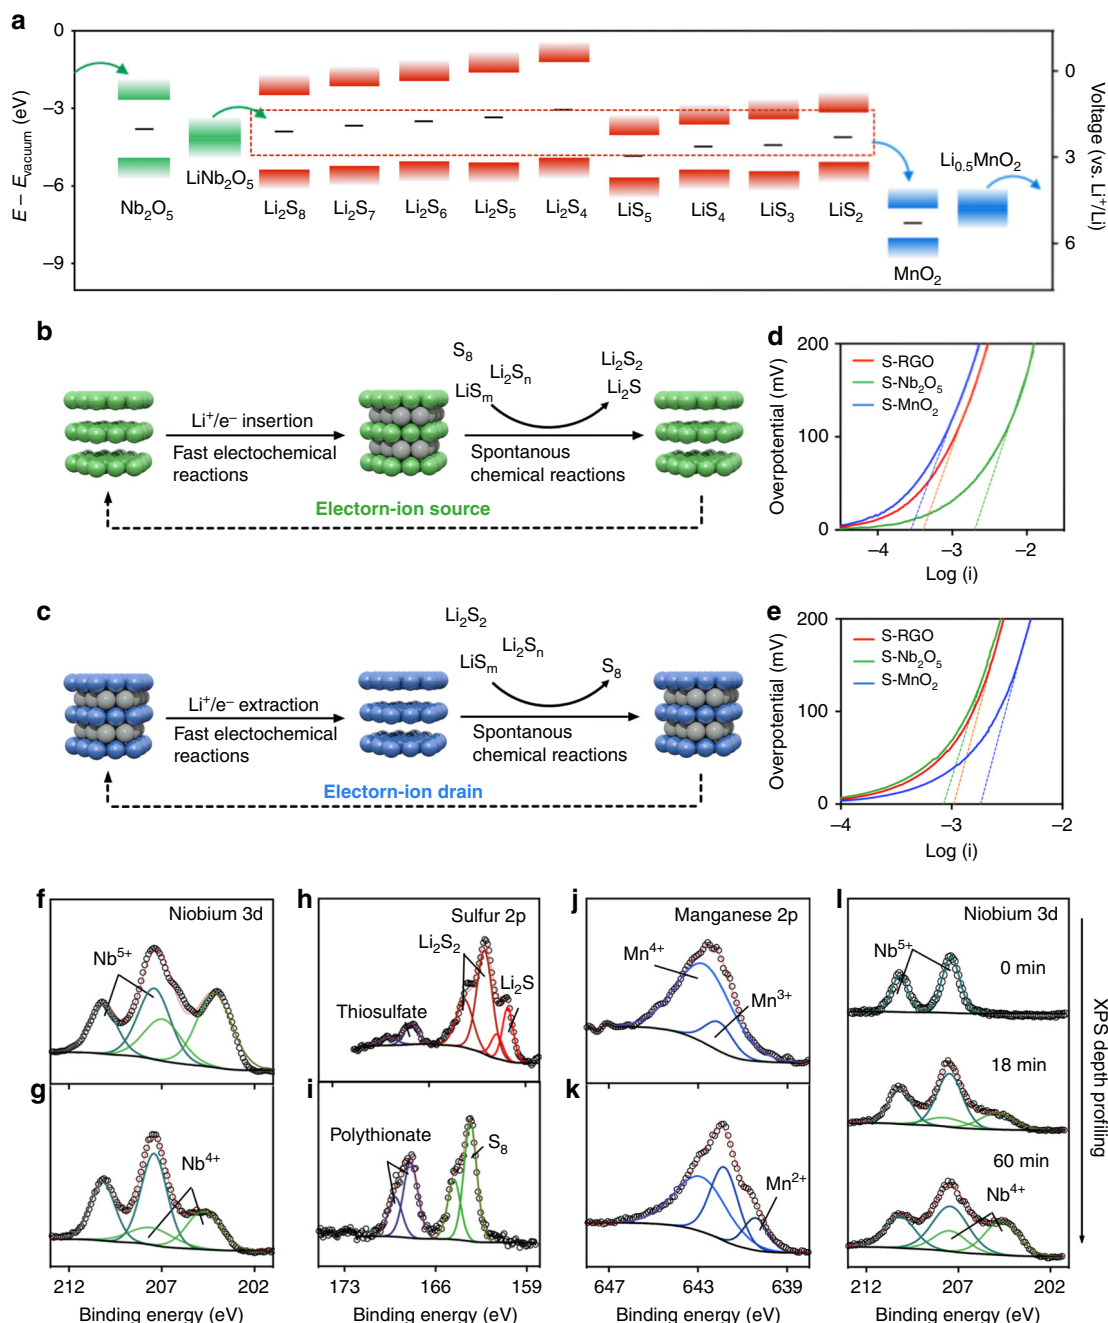 a
0
−3
−6
−9
E − Evacuum (eV)
0
3
6
Voltage (vs. Li⁺/Li)
Nb₂O₅
LiNb₂O₅
Li₂S₈
Li₂S₇
Li₂S₆
Li₂S₅
Li₂S₄
LiS₅
LiS₄
LiS₃
LiS₂
MnO₂
Li₀.₅MnO₂
b
Li⁺/e⁻ insertion
Fast electochemical
reactions
S₈
Li₂Sₙ
LiSₘ
Li₂S₂
Li₂S
Spontanous
chemical reactions
Electorn-ion source
c
Li⁺/e⁻ extraction
Fast electochemical
reactions
Li₂S₂
Li₂Sₙ
LiSₘ
S₈
Spontanous
chemical reactions
Electorn-ion drain
d
200
100
0
Overpotential (mV)
S-RGO
S-Nb₂O₅
S-MnO₂
−4
−3
−2
Log (i)
e
200
100
0
Overpotential (mV)
S-RGO
S-Nb₂O₅
S-MnO₂
−4
−3
−2
Log (i)
f
Niobium 3d
Nb⁵⁺
g
Nb⁴⁺
212
207
202
Binding energy (eV)
h
Sulfur 2p
Li₂S₂
Li₂S
Thiosulfate
i
Polythionate
S₈
173
166
159
Binding energy (eV)
j
Manganese 2p
Mn⁴⁺
Mn³⁺
k
Mn²⁺
647
643
639
Binding energy (eV)
l
Niobium 3d
Nb⁵⁺
0 min
18 min
60 min
Nb⁴⁺
212
207
202
Binding energy (eV)
XPS depth profiling